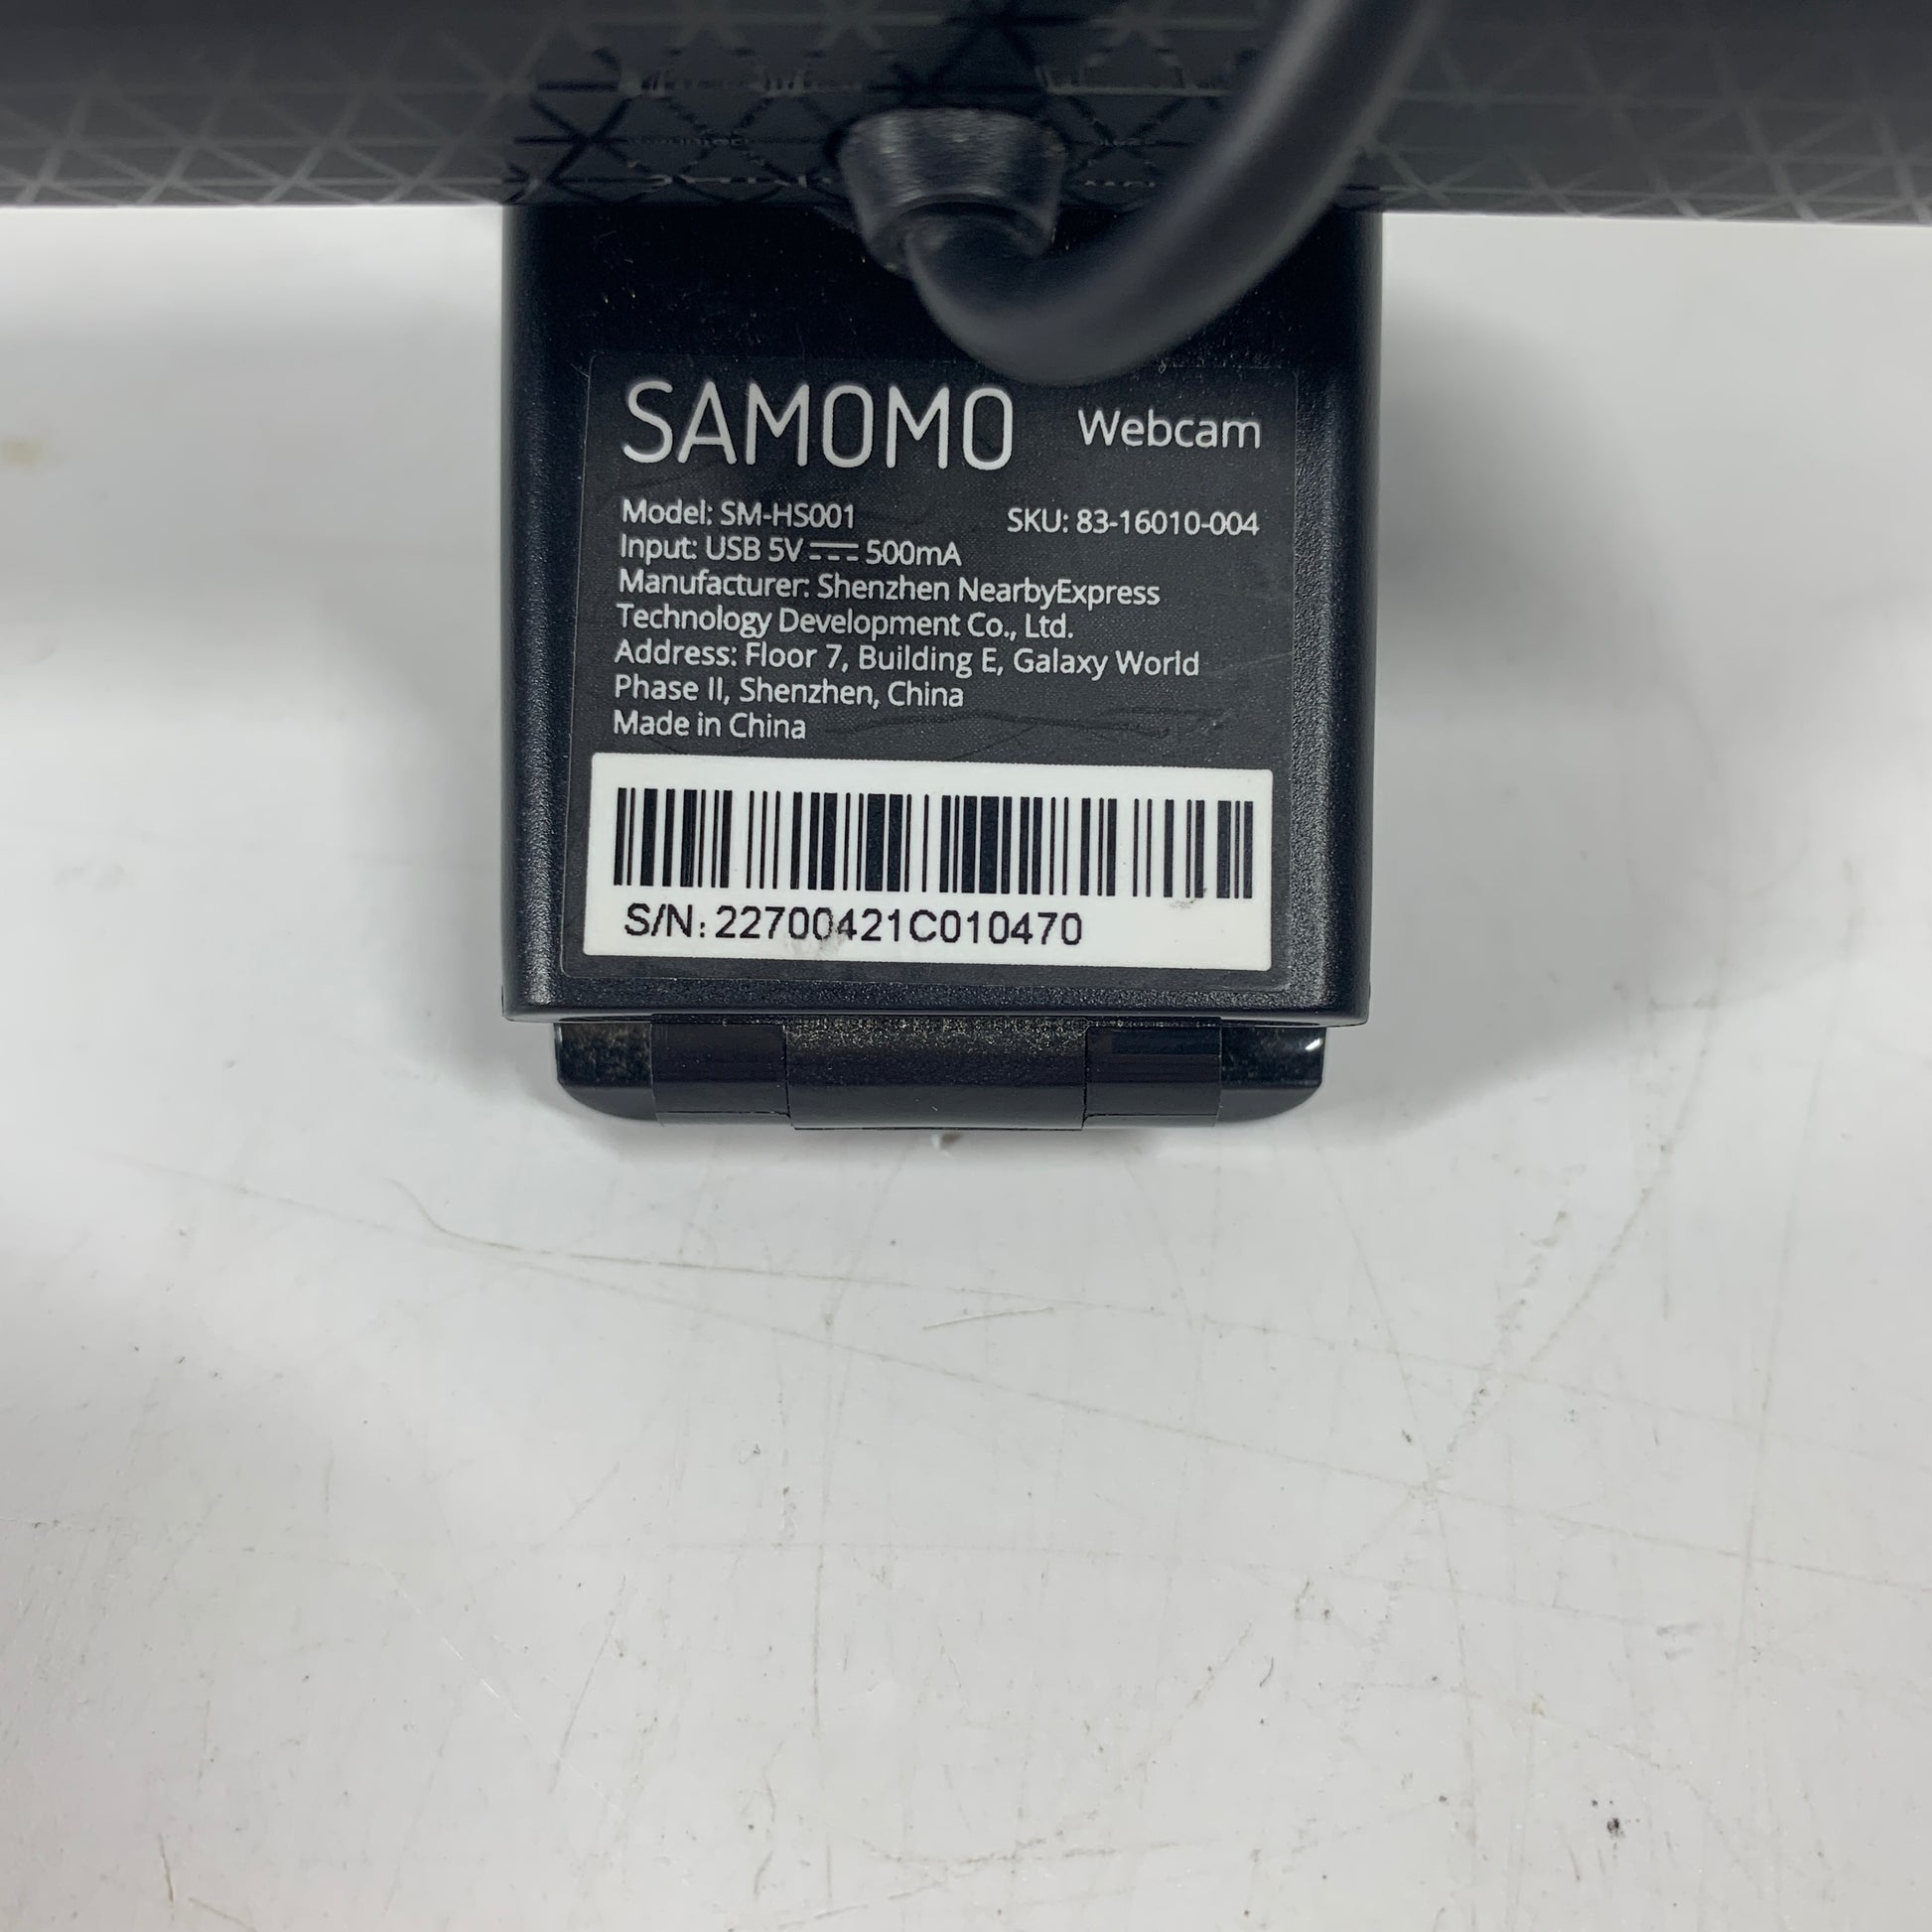 SAMOMO Webcam
Model: SM-HS001 SKU: 83-16010-004
Input: USB 5V⎓500mA
Manufacturer: Shenzhen NearbyExpress
Technology Development Co., Ltd.
Address: Floor 7, Building E, Galaxy World
Phase II, Shenzhen, China
Made in China
S/N: 22700421C010470